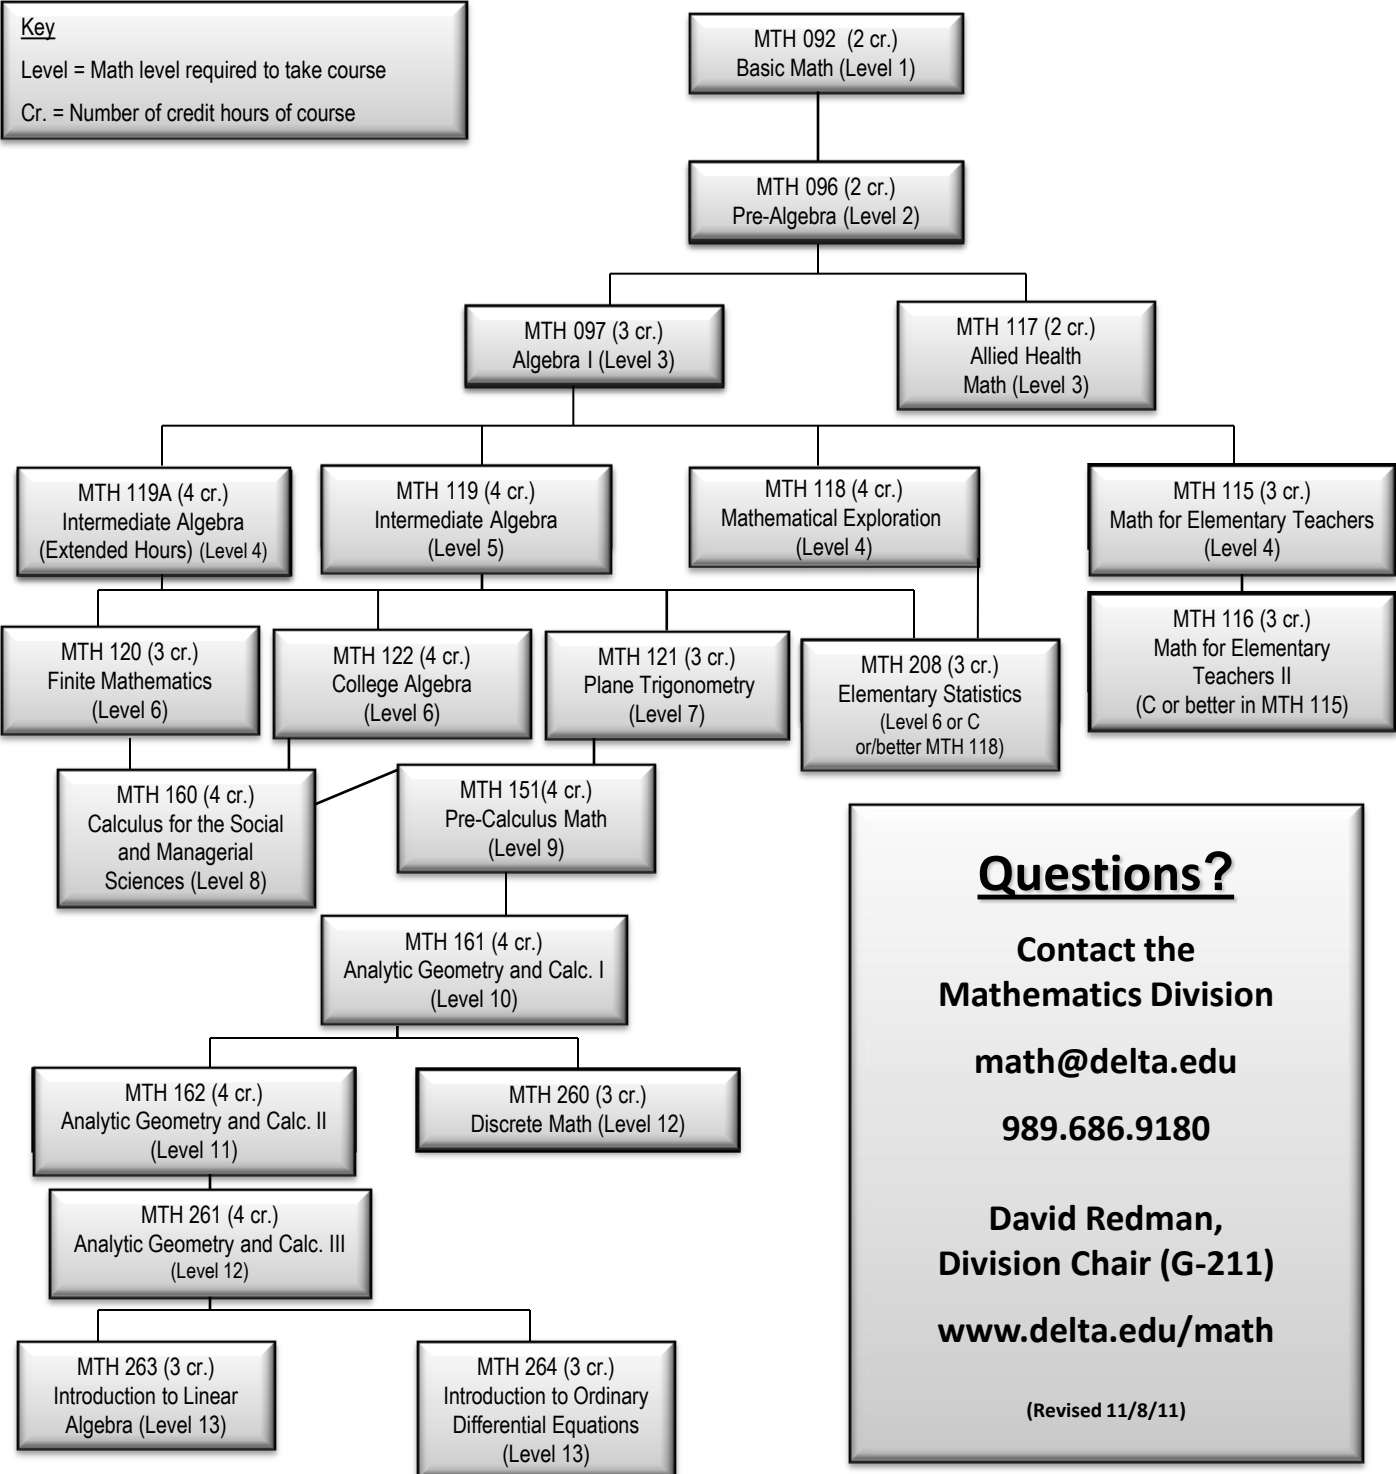 Key
Level = Math level required to take course
Cr. = Number of credit hours of course
MTH 092  (2 cr.)
Basic Math (Level 1)
MTH 096 (2 cr.)
Pre-Algebra (Level 2)
MTH 097 (3 cr.)
Algebra I (Level 3)
MTH 117 (2 cr.)
Allied Health
Math (Level 3)
MTH 119A (4 cr.)
Intermediate Algebra
(Extended Hours) (Level 4)
MTH 119 (4 cr.)
Intermediate Algebra
(Level 5)
MTH 118 (4 cr.)
Mathematical Exploration
(Level 4)
MTH 115 (3 cr.)
Math for Elementary Teachers
(Level 4)
MTH 116 (3 cr.)
Math for Elementary
Teachers II
(C or better in MTH 115)
MTH 120 (3 cr.)
Finite Mathematics
(Level 6)
MTH 122 (4 cr.)
College Algebra
(Level 6)
MTH 121 (3 cr.)
Plane Trigonometry
(Level 7)
MTH 208 (3 cr.)
Elementary Statistics
(Level 6 or C
or/better MTH 118)
MTH 160 (4 cr.)
Calculus for the Social
and Managerial
Sciences (Level 8)
MTH 151(4 cr.)
Pre-Calculus Math
(Level 9)
MTH 161 (4 cr.)
Analytic Geometry and Calc. I
(Level 10)
MTH 162 (4 cr.)
Analytic Geometry and Calc. II
(Level 11)
MTH 260 (3 cr.)
Discrete Math (Level 12)
MTH 261 (4 cr.)
Analytic Geometry and Calc. III
(Level 12)
MTH 263 (3 cr.)
Introduction to Linear
Algebra (Level 13)
MTH 264 (3 cr.)
Introduction to Ordinary
Differential Equations
(Level 13)
Questions?
Contact the
Mathematics Division
math@delta.edu
989.686.9180
David Redman,
Division Chair (G-211)
www.delta.edu/math
(Revised 11/8/11)